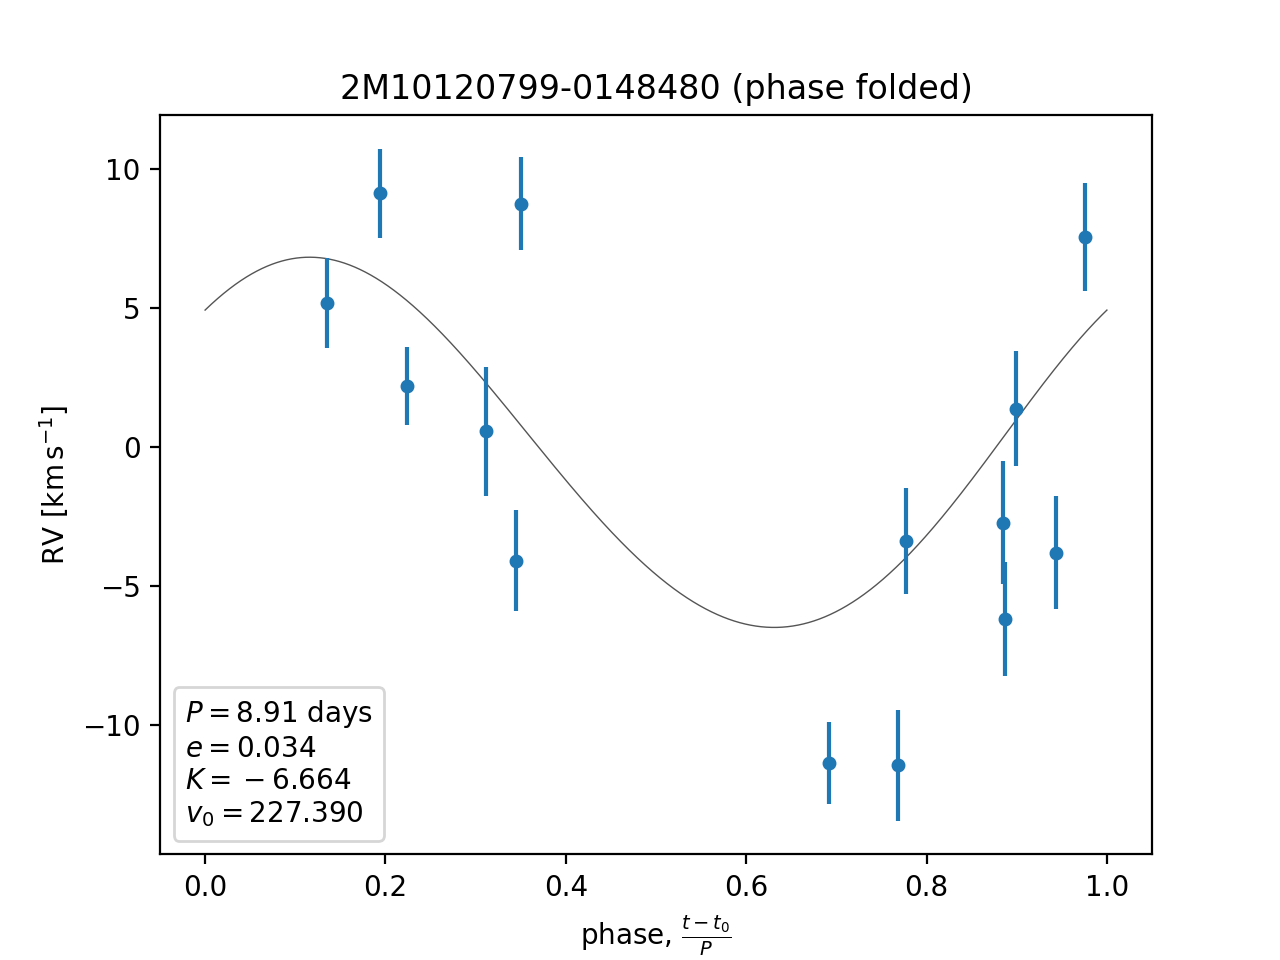 2M10120799-0148480 (phase folded)
10
5
0
−5
−10
RV [km s⁻¹]
P = 8.91 days
e = 0.034
K = − 6.664
v₀ = 227.390
0.0 0.2 0.4 0.6 0.8 1.0
phase, (t − t₀)/P